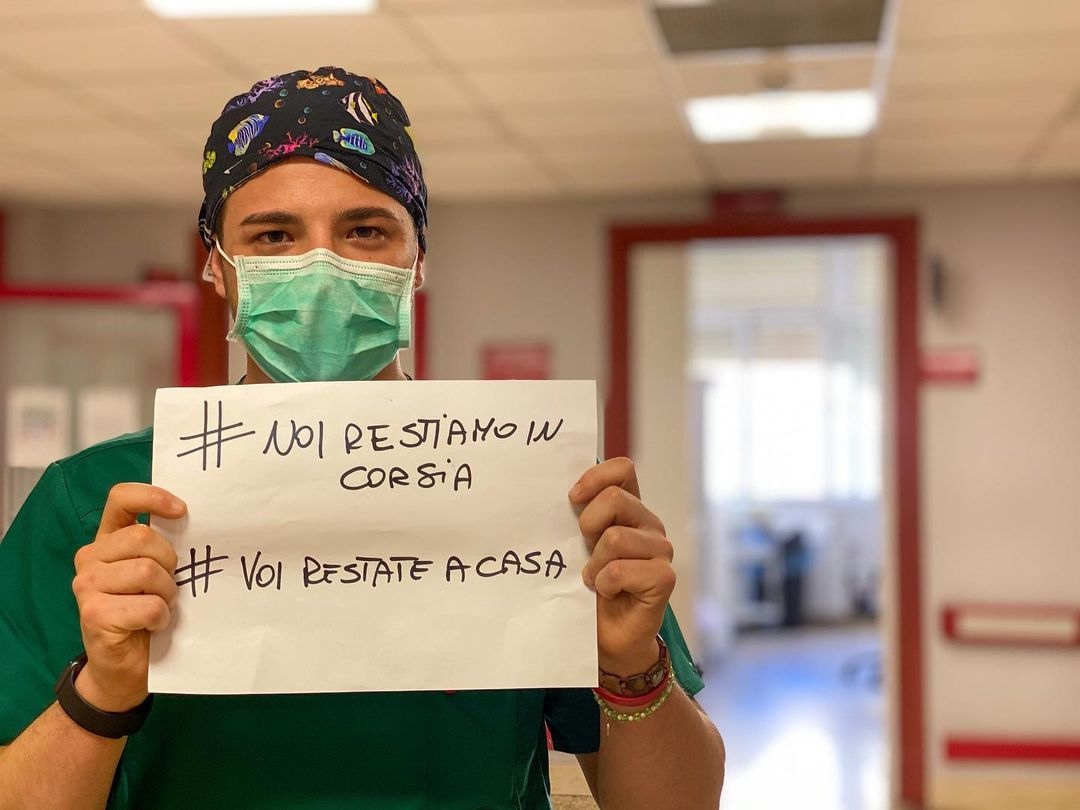 # NOI RESTIAMO IN
CORSIA
# VOI RESTATE A CASA